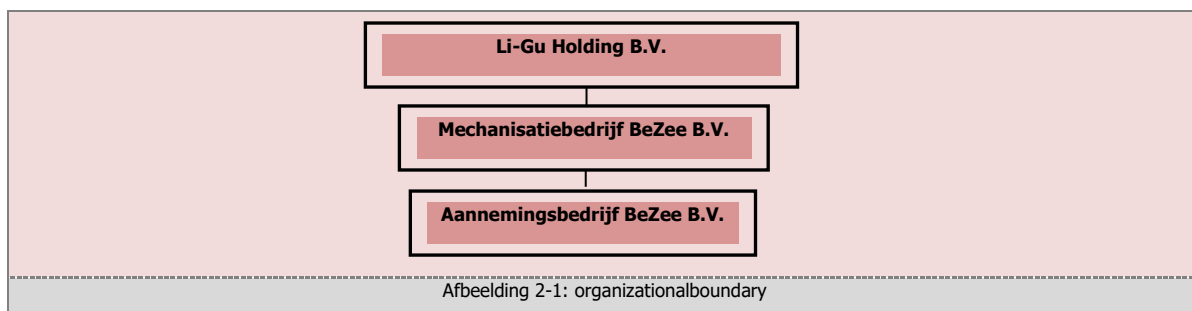 Li-Gu Holding B.V.
Mechanisatiebedrijf BeZee B.V.
Aannemingsbedrijf BeZee B.V.
Afbeelding 2-1: organizationalboundary